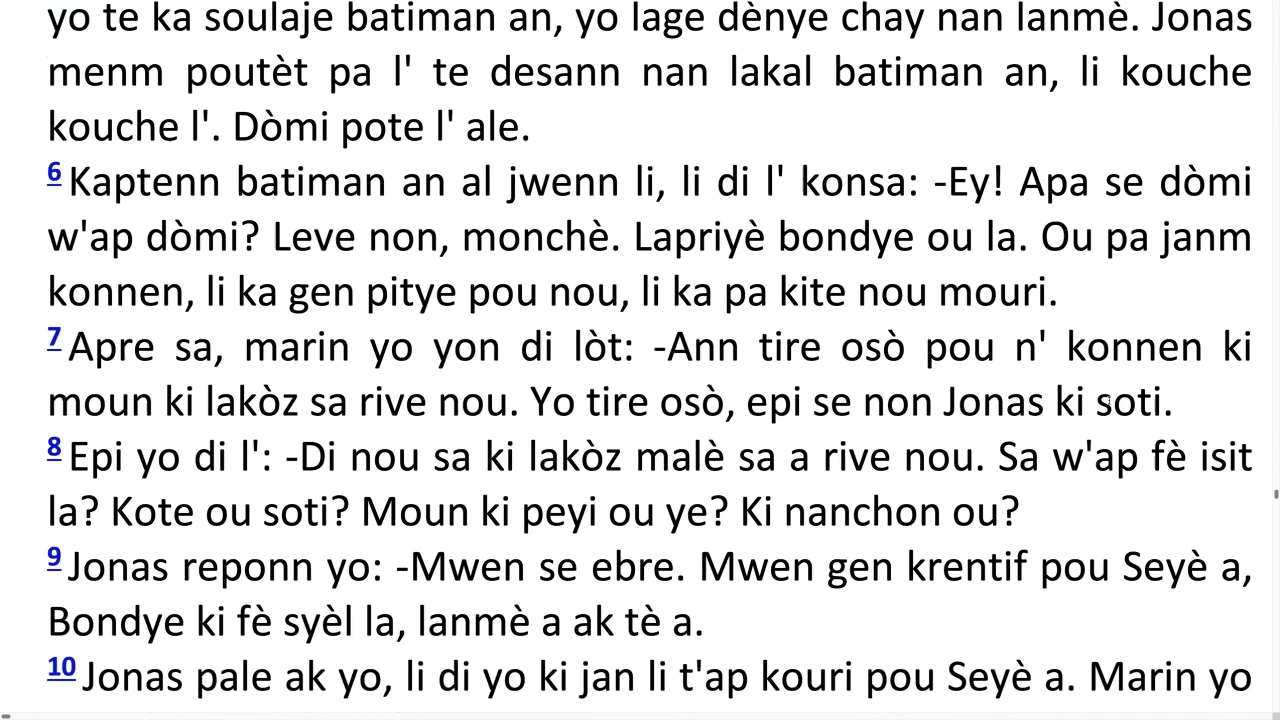 yo te ka soulaje batiman an, yo lage dènye chay nan lanmè. Jonas
menm poutèt pa l' te desann nan lakal batiman an, li kouche
kouche l'. Dòmi pote l' ale.
6 Kaptenn batiman an al jwenn li, li di l' konsa: -Ey! Apa se dòmi
w'ap dòmi? Leve non, monchè. Lapriyè bondye ou la. Ou pa janm
konnen, li ka gen pitye pou nou, li ka pa kite nou mouri.
7 Apre sa, marin yo yon di lòt: -Ann tire osò pou n' konnen ki
moun ki lakòz sa rive nou. Yo tire osò, epi se non Jonas ki soti.
8 Epi yo di l': -Di nou sa ki lakòz malè sa a rive nou. Sa w'ap fè isit
la? Kote ou soti? Moun ki peyi ou ye? Ki nanchon ou?
9 Jonas reponn yo: -Mwen se ebre. Mwen gen krentif pou Seyè a,
Bondye ki fè syèl la, lanmè a ak tè a.
10 Jonas pale ak yo, li di yo ki jan li t'ap kouri pou Seyè a. Marin yo